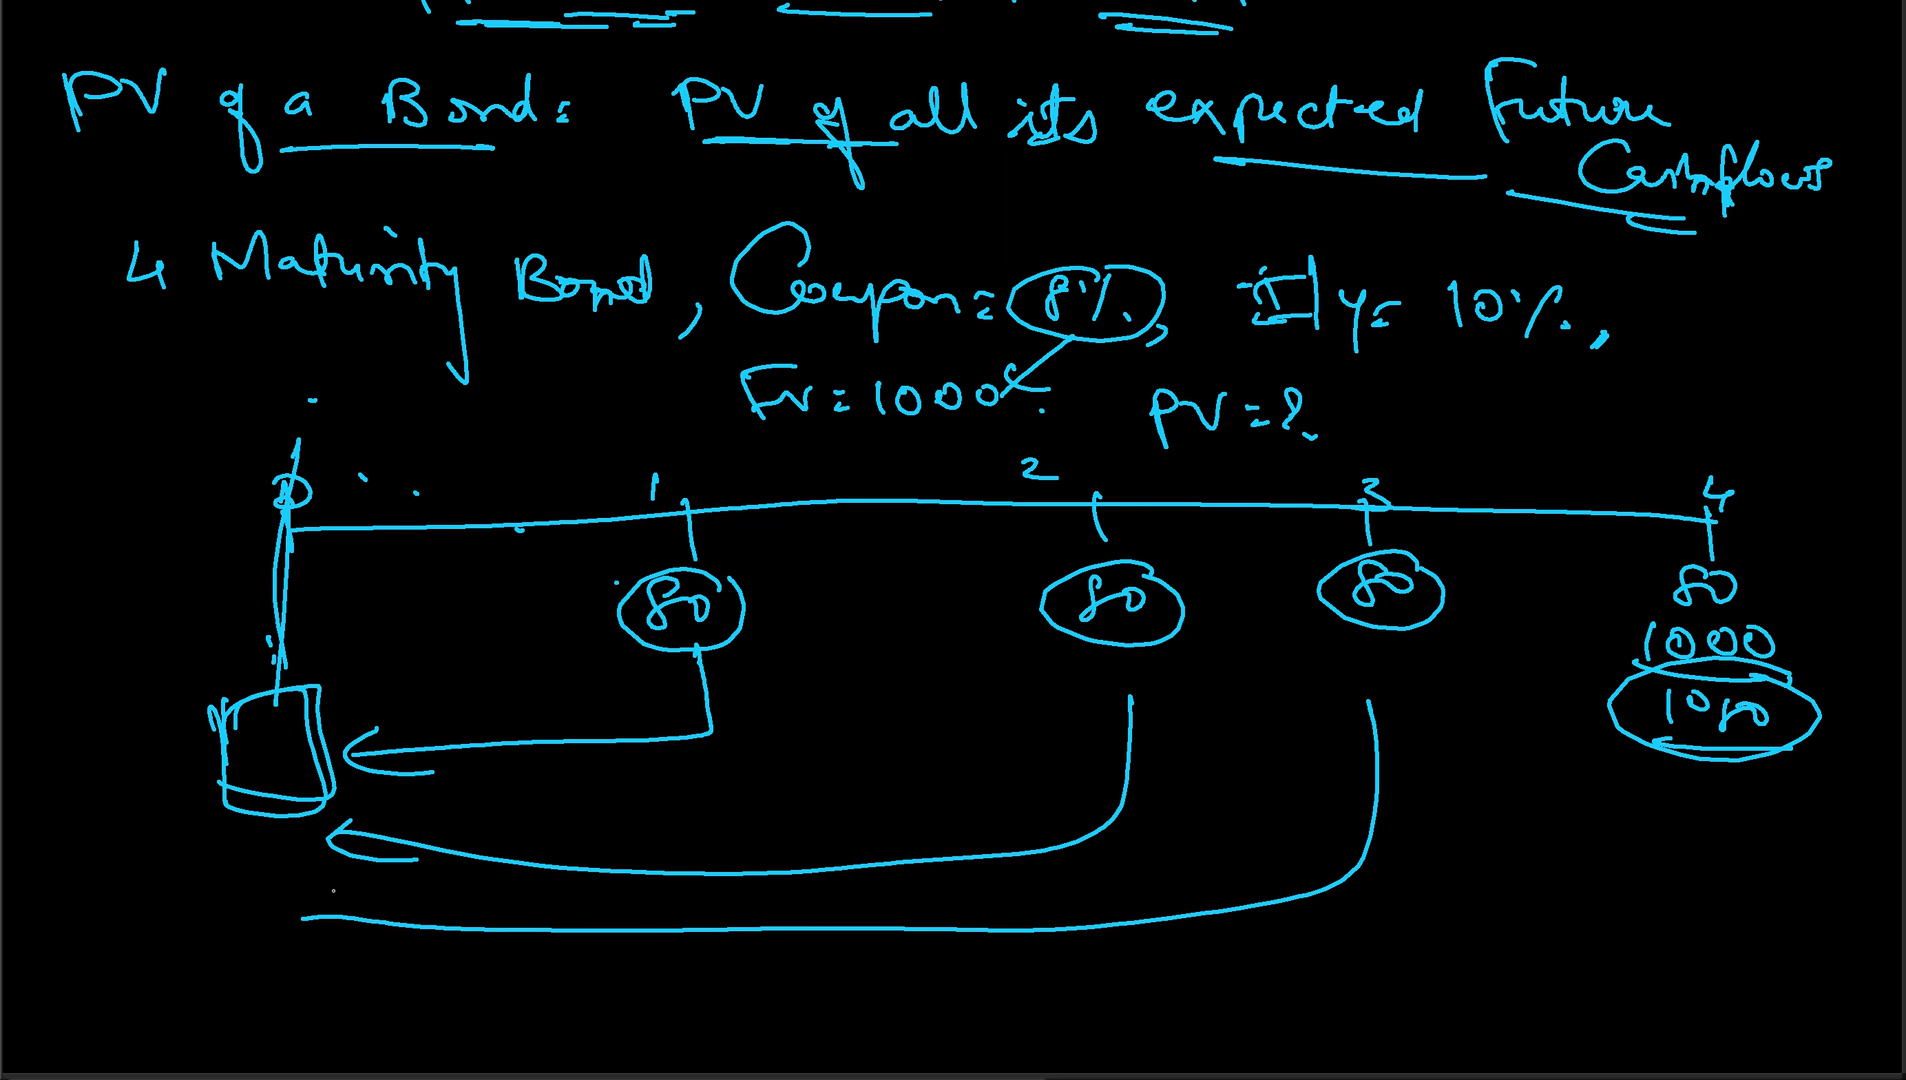 PV of a Bond = PV of all its expected Future
Cashflows
4 Maturity Bond, Coupon = 8%, I/Y = 10%,
FV = 1000 PV = ?
0 1 2 3 4
80 80 80 80
1000
1080